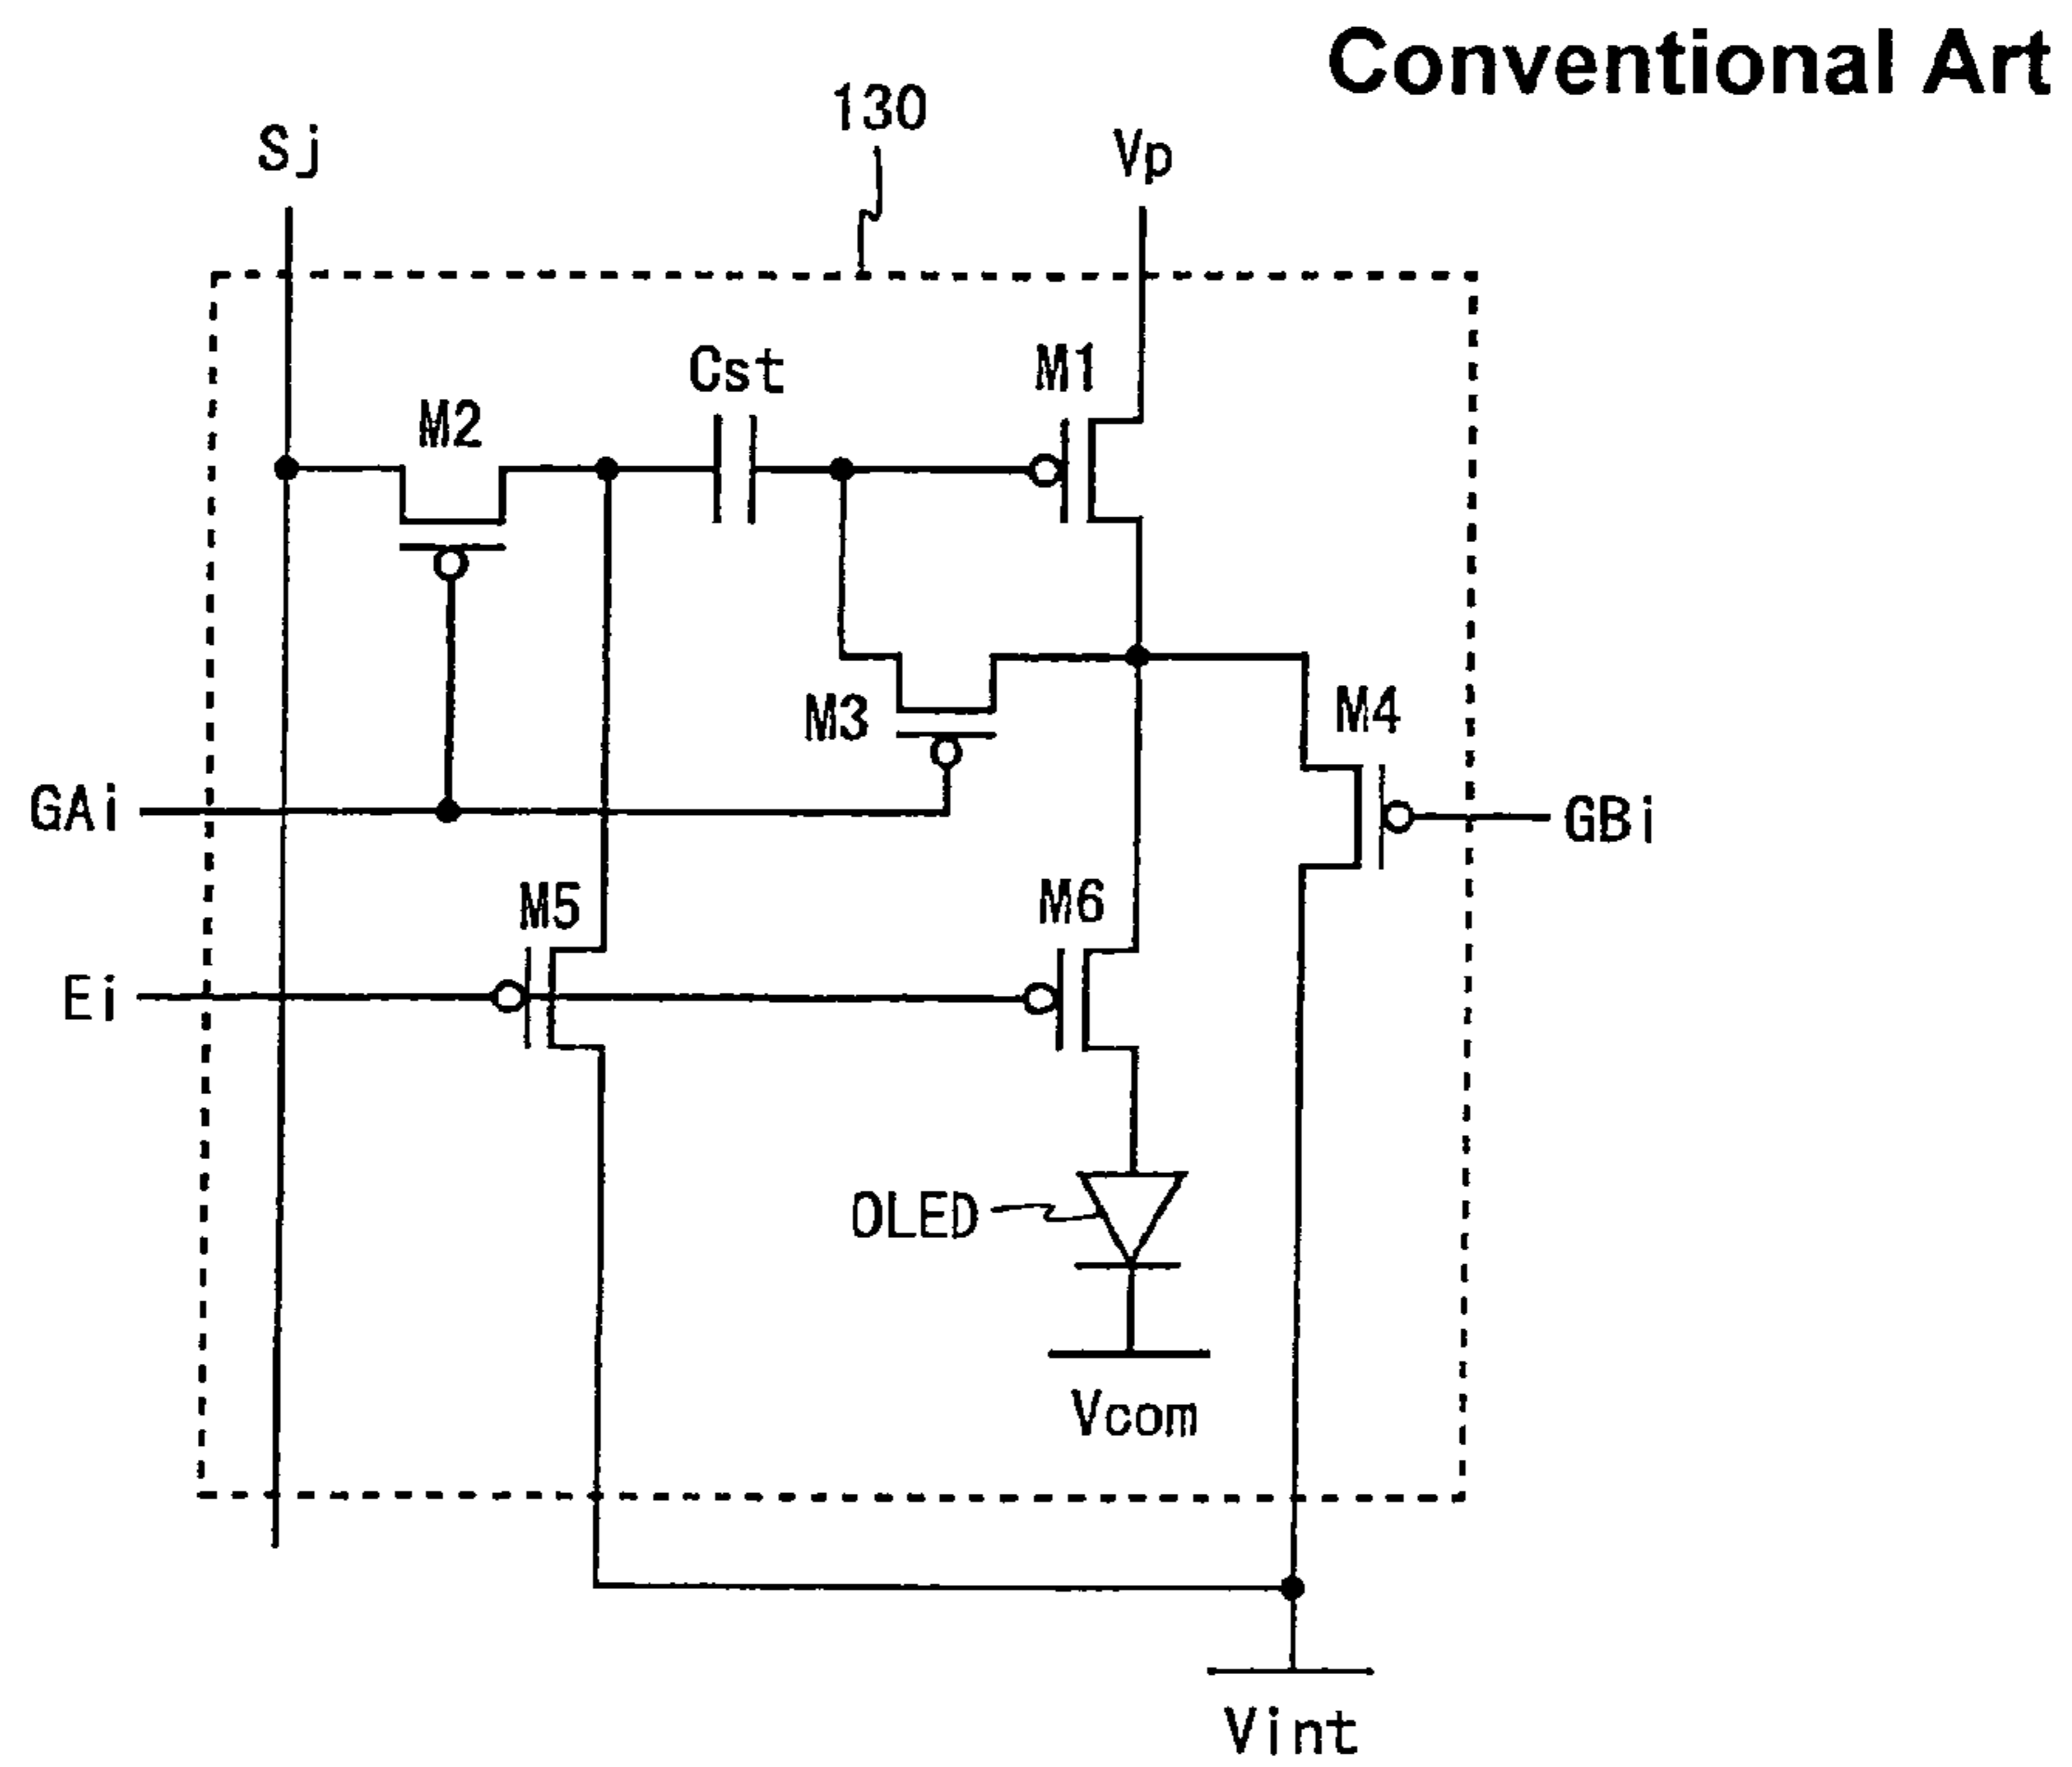 Conventional Art
130
Sj
Vp
Cst
M1
M2
M3
M4
GAi
GBi
M5
M6
Ei
OLED
Vcom
Vint